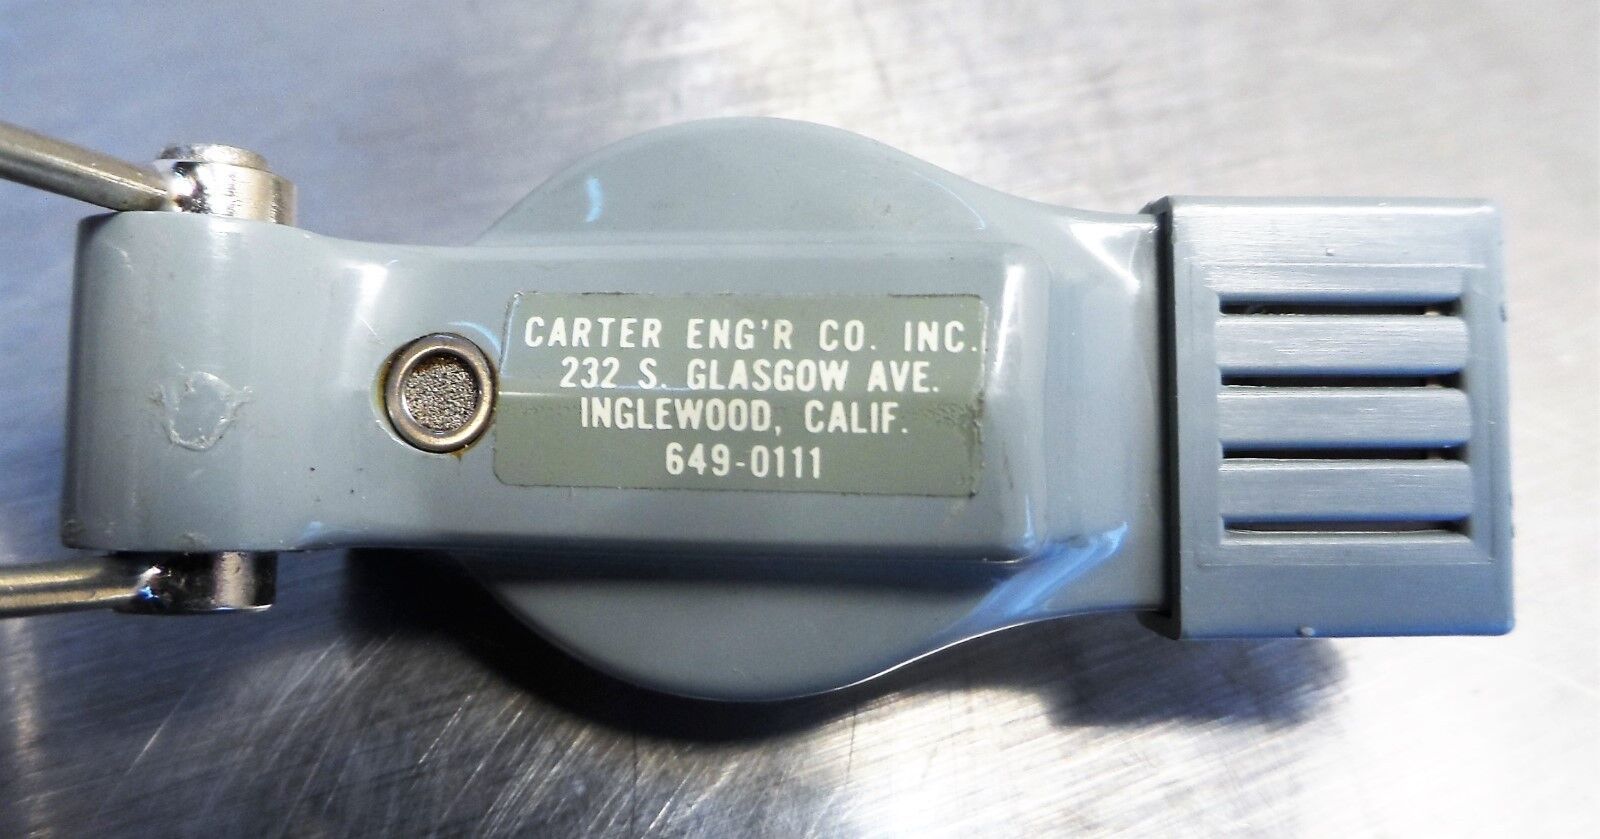 CARTER ENG'R CO. INC.
232 S. GLASGOW AVE.
INGLEWOOD, CALIF.
649-0111